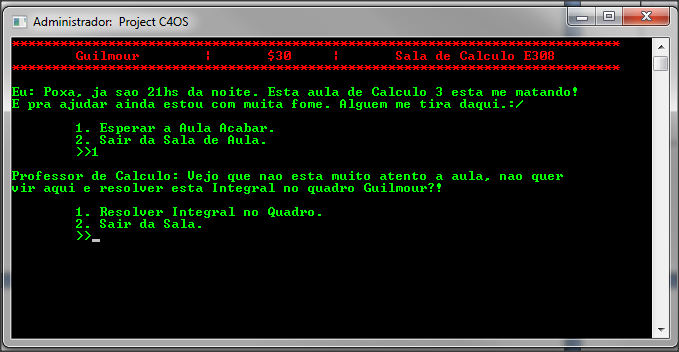 Administrador: Project C4OS
*****************************************************************************
Guilmour | $30 | Sala de Calculo E308
*****************************************************************************
Eu: Poxa, ja sao 21hs da noite. Esta aula de Calculo 3 esta me matando!
E pra ajudar ainda estou com muita fome. Alguem me tira daqui.:/
1. Esperar a Aula Acabar.
2. Sair da Sala de Aula.
>>1
Professor de Calculo: Vejo que nao esta muito atento a aula, nao quer
vir aqui e resolver esta Integral no quadro Guilmour?!
1. Resolver Integral no Quadro.
2. Sair da Sala.
>>_